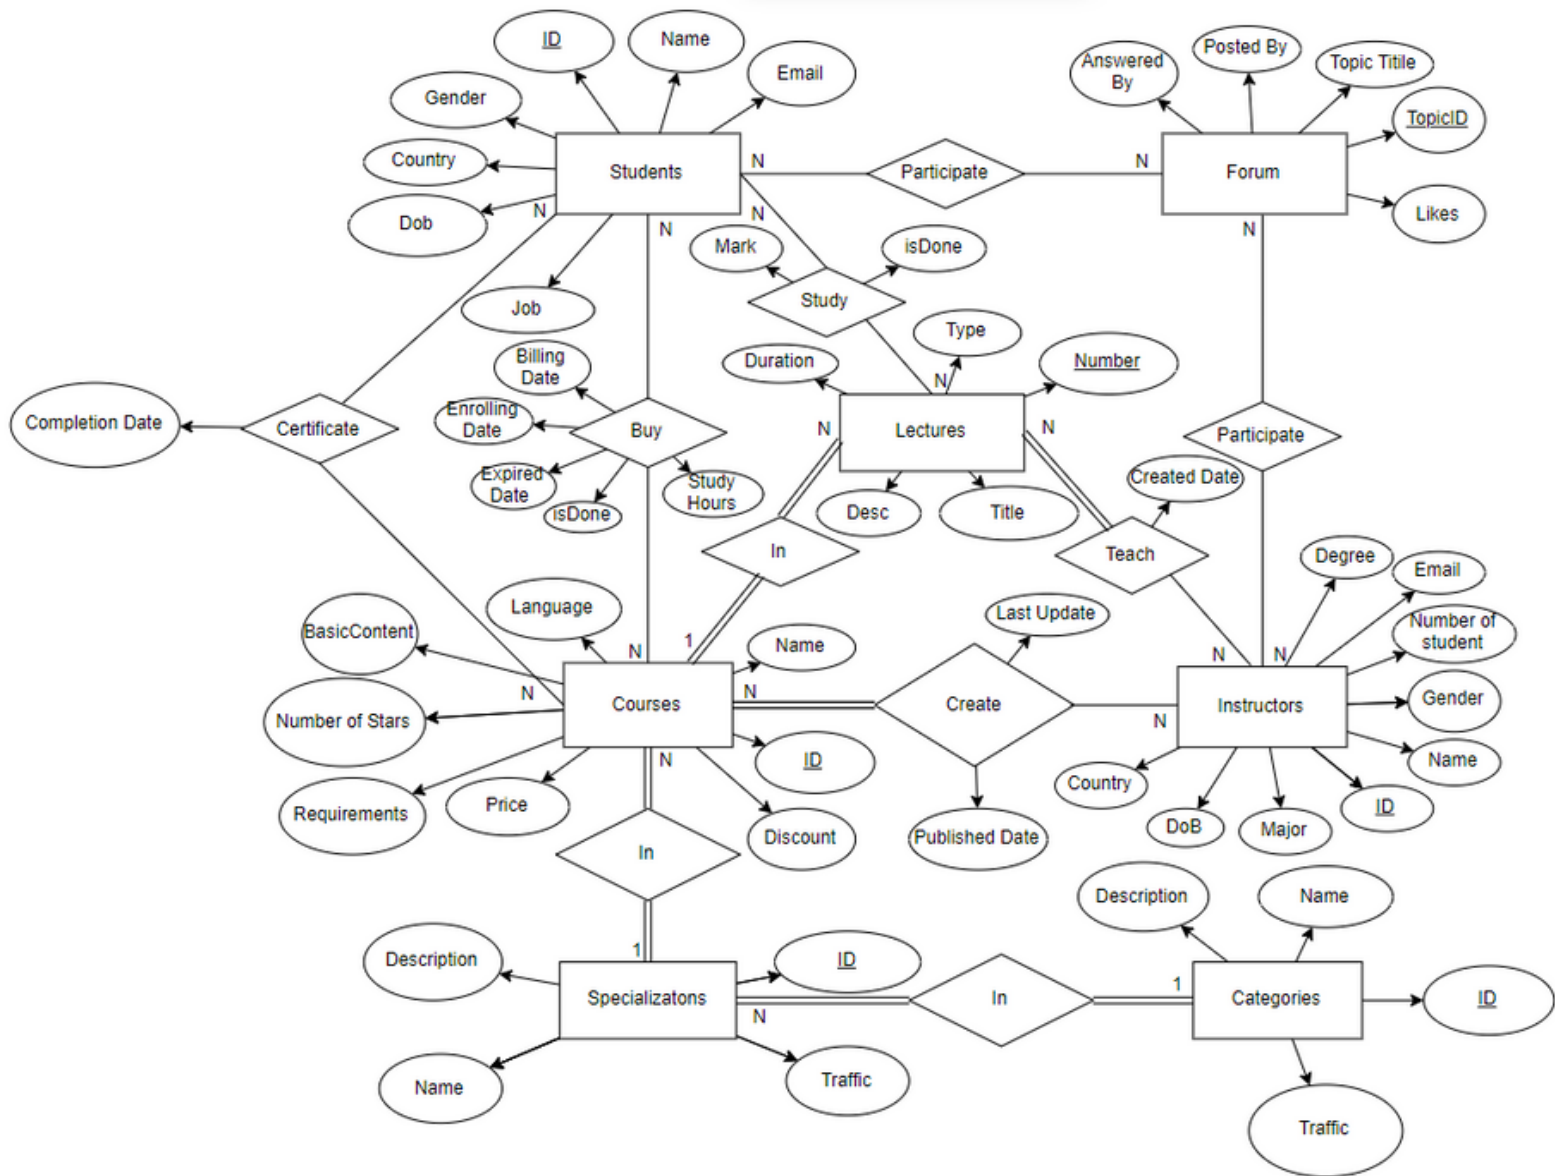 ID
Name
Email
Gender
Country
Dob
Job
Students
N
N
N
N
Participate
N
Answered
By
Posted By
Topic Titile
TopicID
Likes
Forum
N
Mark
isDone
Study
Type
Duration
Number
N
N
N
Lectures
Desc
Title
Completion Date
Certificate
Billing
Date
Enrolling
Date
Expired
Date
isDone
Study
Hours
Buy
Participate
Created Date
Teach
In
Degree
Email
Number of
student
Gender
Name
ID
Major
DoB
Country
N
N
N
Instructors
Last Update
Create
Published Date
Language
BasicContent
Number of Stars
Requirements
Price
Discount
ID
Name
N
1
N
N
N
Courses
In
1
Description
Name
ID
Traffic
Specializatons
N
In
1
Description
Name
ID
Traffic
Categories